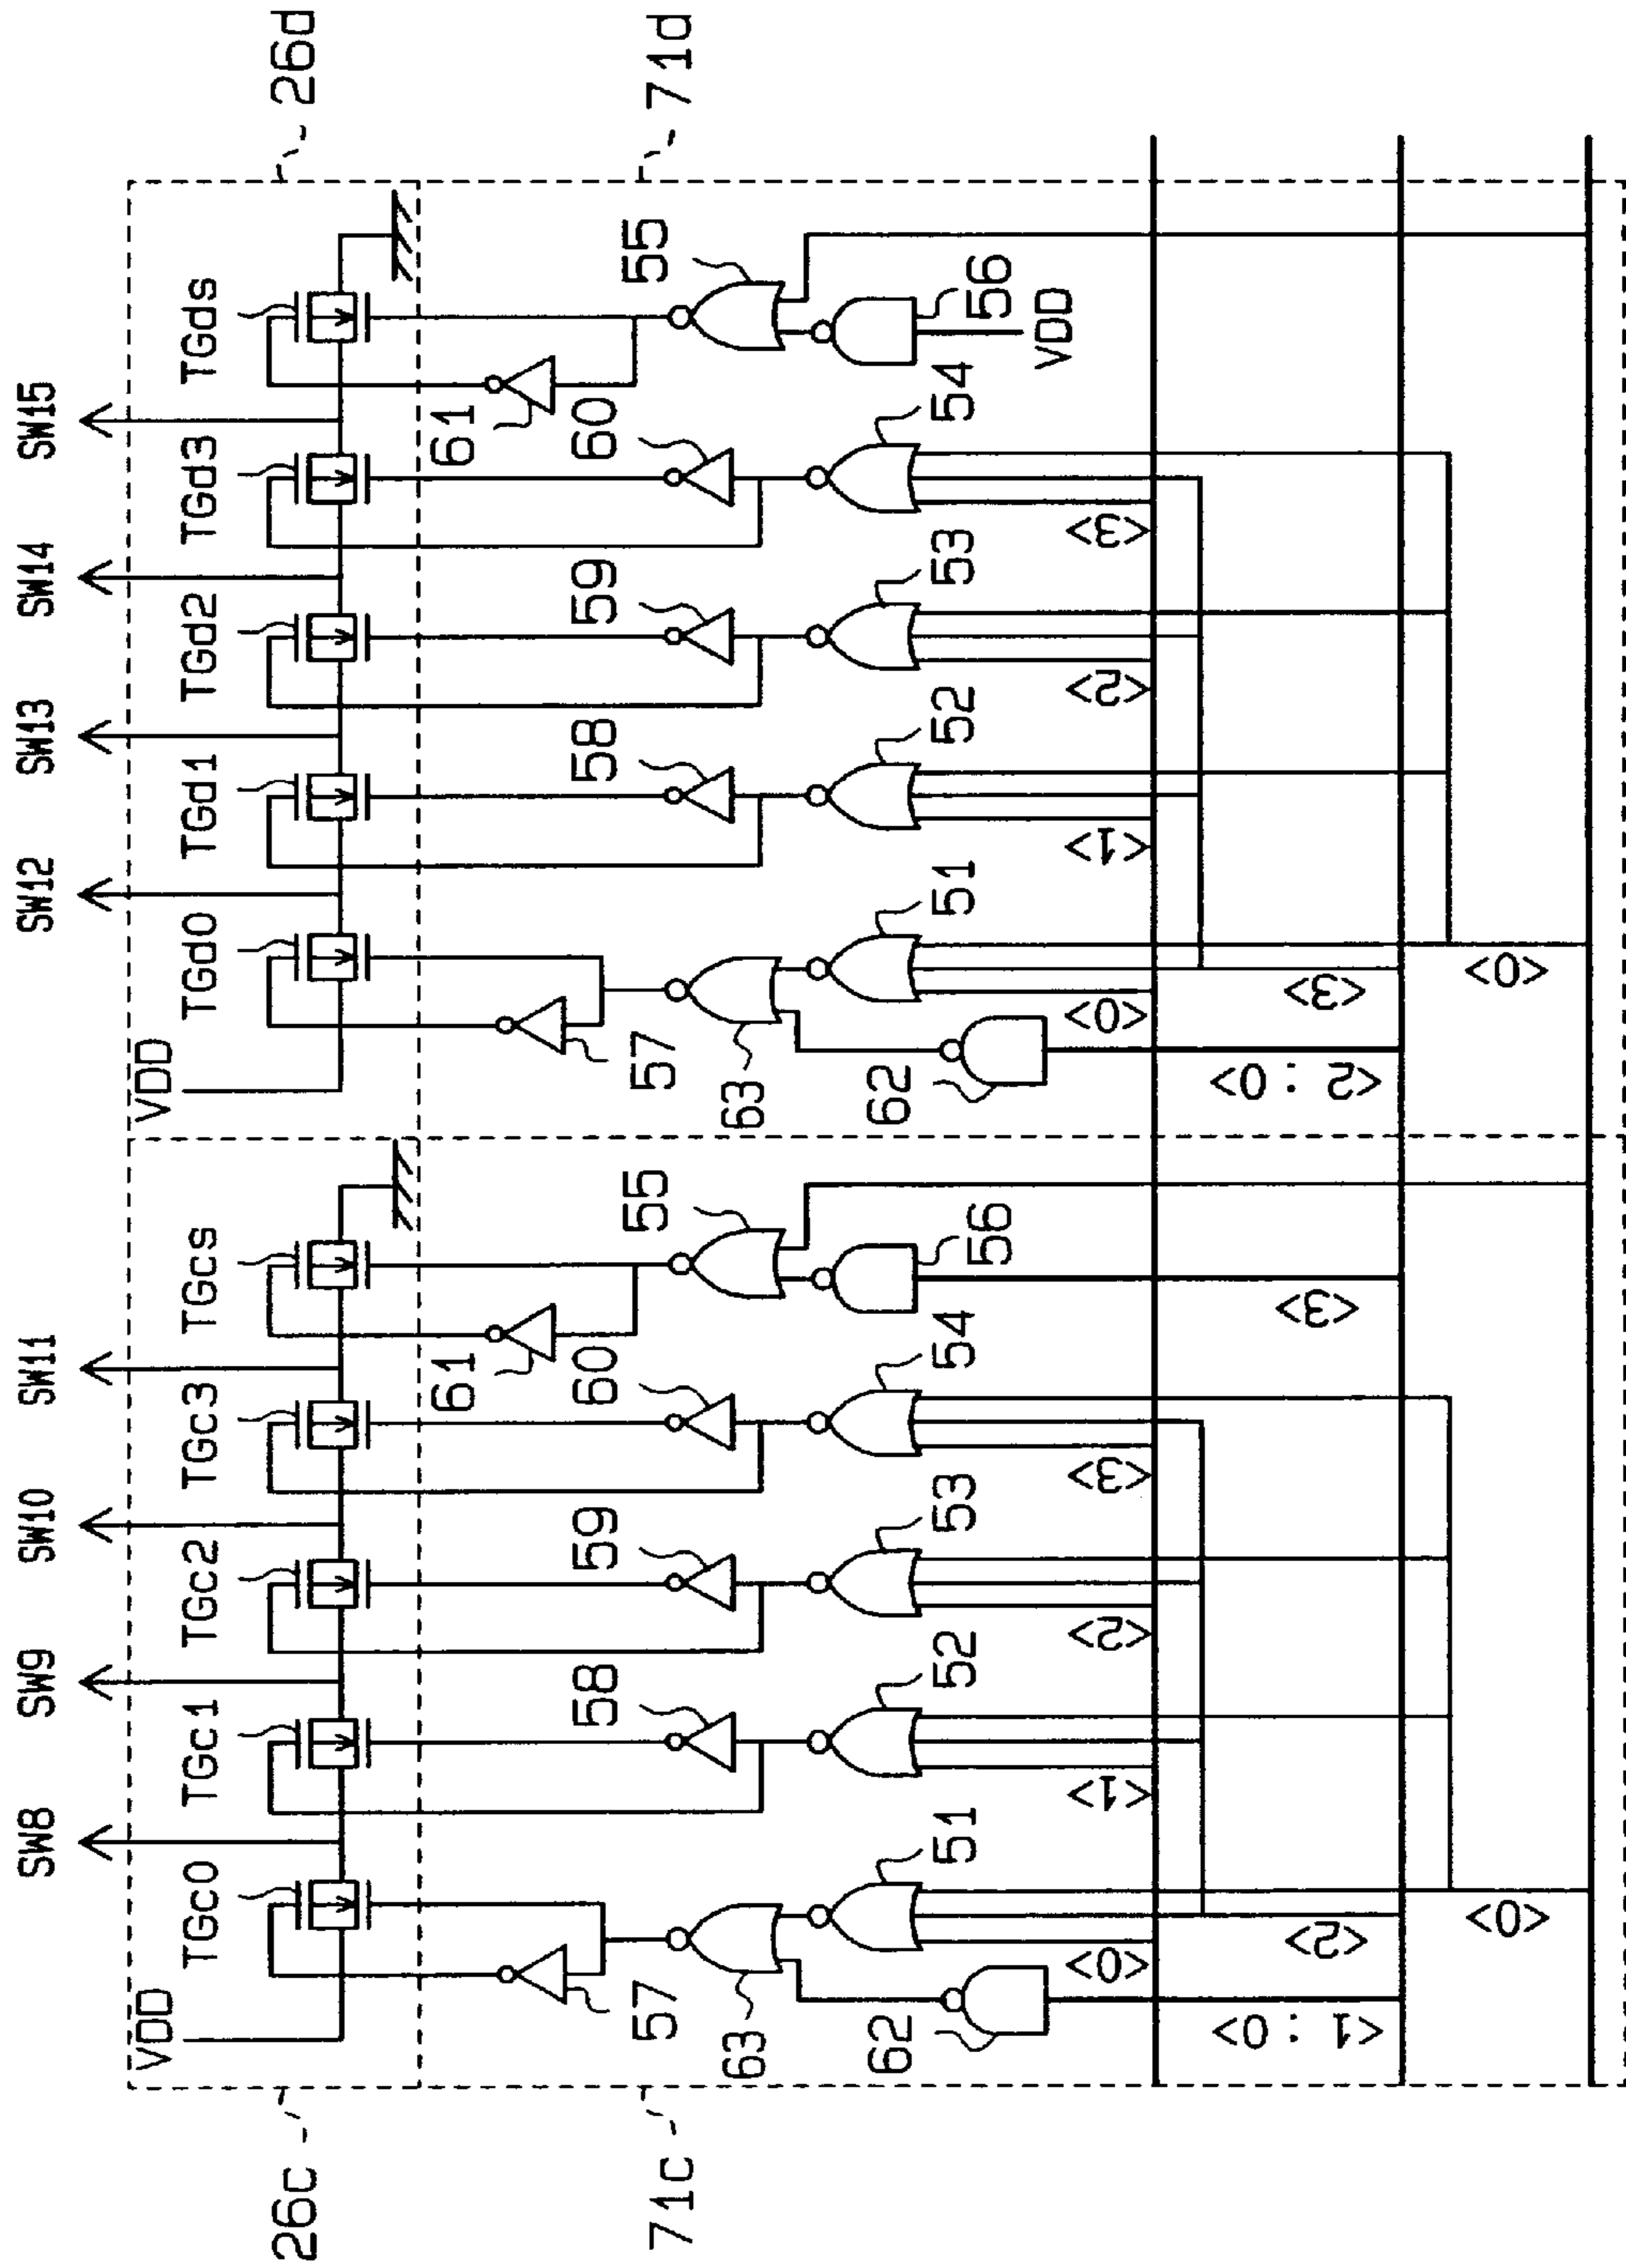 SW8
SW9
SW10
SW11
SW12
SW13
SW14
SW15
VDD
TGc0
TGc1
TGc2
TGc3
TGcs
VDD
TGd0
TGd1
TGd2
TGd3
TGds
26c
26d
71c
71d
57
58
59
60
61
57
58
59
60
61
63
55
63
55
62
51
52
53
54
56
62
51
52
53
54
56
VDD
<0>
<1>
<2>
<3>
<0>
<1>
<2>
<3>
<1:0>
<2>
<3>
<2:0>
<3>
<0>
<0>